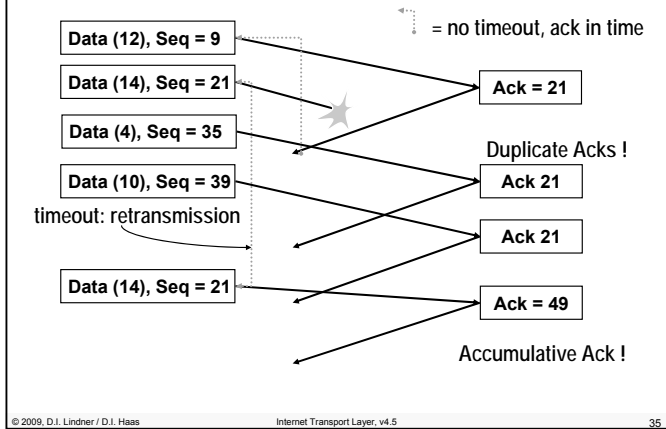 = no timeout, ack in time
Data (12), Seq = 9
Data (14), Seq = 21
Ack = 21
Data (4), Seq = 35
Duplicate Acks !
Data (10), Seq = 39
Ack 21
timeout: retransmission
Ack 21
Data (14), Seq = 21
Ack = 49
Accumulative Ack !
© 2009, D.I. Lindner / D.I. Haas
Internet Transport Layer, v4.5
35